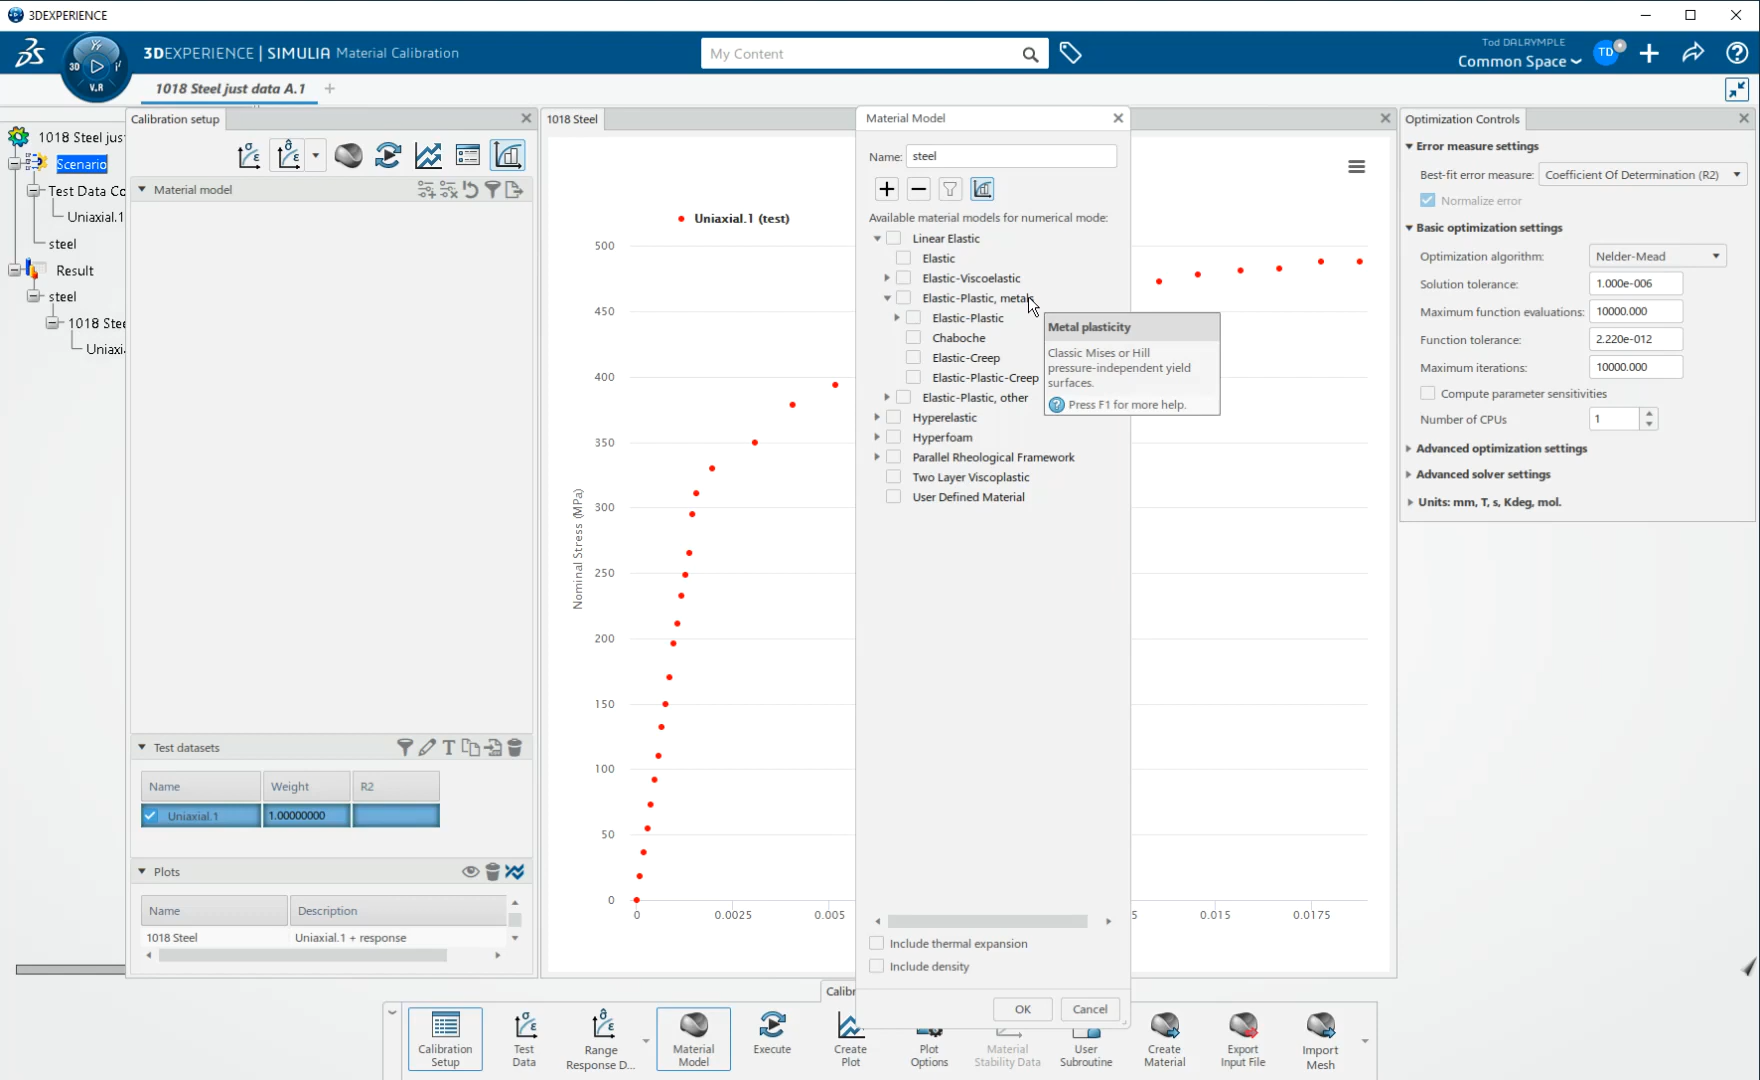 3DEXPERIENCE
3DEXPERIENCE | SIMULIA Material Calibration
My Content
Tod DALRYMPLE
Common Space
TD
3D
V.R
1018 Steel just data A.1
Calibration setup
1018 Steel
Material Model
Optimization Controls
1018 Steel jus
Scenario
Test Data Co
Uniaxial.1
steel
Result
steel
1018 Stee
Uniaxi
Material model
Test datasets
Name
Weight
R2
Uniaxial.1
1.00000000
Plots
Name
Description
1018 Steel
Uniaxial.1 + response
Uniaxial.1 (test)
Nominal Stress (MPa)
500
450
400
350
300
250
200
150
100
50
0
0
0.0025
0.005
5
0.015
0.0175
Name:
steel
Available material models for numerical mode:
Linear Elastic
Elastic
Elastic-Viscoelastic
Elastic-Plastic, metals
Elastic-Plastic
Chaboche
Elastic-Creep
Elastic-Plastic-Creep
Elastic-Plastic, other
Hyperelastic
Hyperfoam
Parallel Rheological Framework
Two Layer Viscoplastic
User Defined Material
Metal plasticity
Classic Mises or Hill
pressure-independent yield
surfaces.
Press F1 for more help.
Include thermal expansion
Include density
OK
Cancel
Error measure settings
Best-fit error measure:
Coefficient Of Determination (R2)
Normalize error
Basic optimization settings
Optimization algorithm:
Nelder-Mead
Solution tolerance:
1.000e-006
Maximum function evaluations:
10000.000
Function tolerance:
2.220e-012
Maximum iterations:
10000.000
Compute parameter sensitivities
Number of CPUs
1
Advanced optimization settings
Advanced solver settings
Units: mm, T, s, Kdeg, mol.
Calibr
Calibration
Setup
Test
Data
Range
Response D...
Material
Model
Execute
Create
Plot
Plot
Options
Material
Stability Data
User
Subroutine
Create
Material
Export
Input File
Import
Mesh